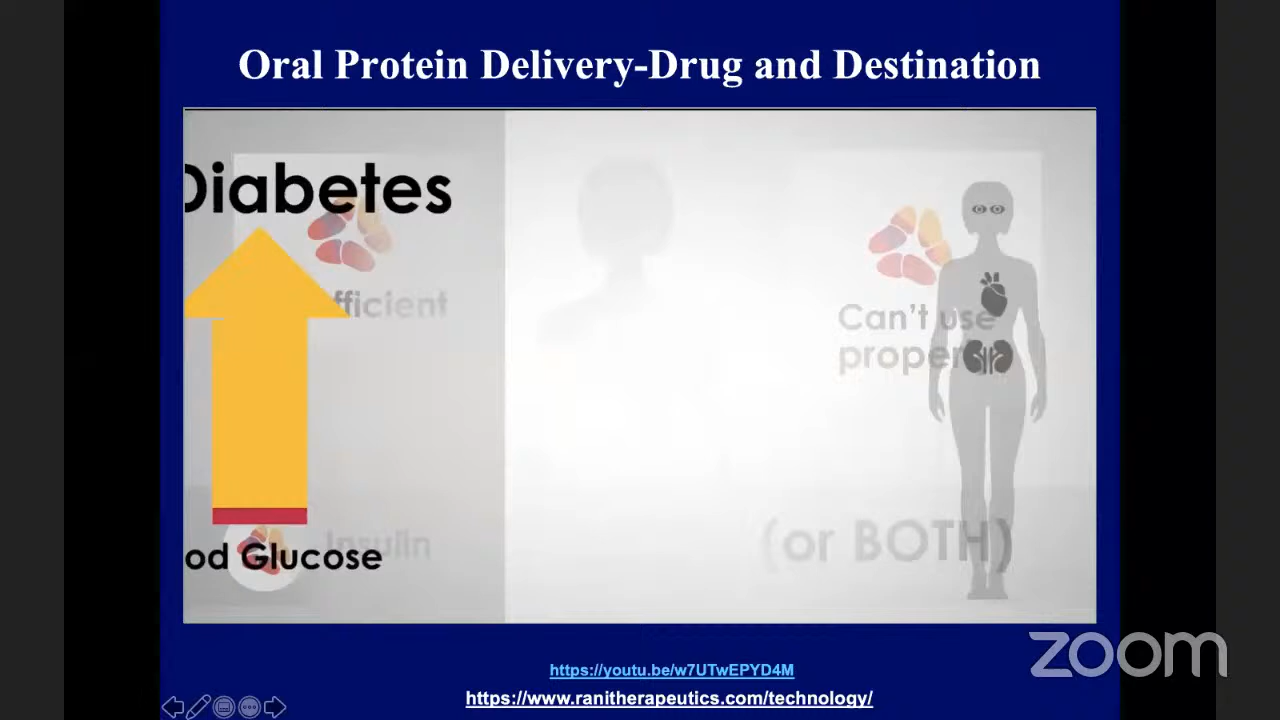 Oral Protein Delivery-Drug and Destination
Diabetes
fficient
Can't use
proper
Insulin
(or BOTH)
od Glucose
zoom
https://youtu.be/w7UTwEPYD4M
https://www.ranitherapeutics.com/technology/